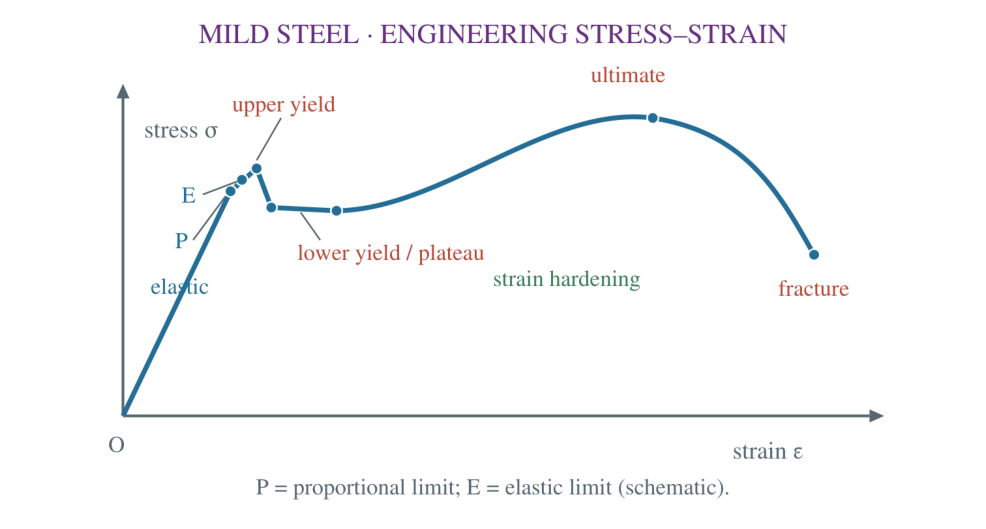 MILD STEEL · ENGINEERING STRESS–STRAIN
ultimate
upper yield
stress σ
E
P
lower yield / plateau
strain hardening
elastic
fracture
O
strain ε
P = proportional limit; E = elastic limit (schematic).